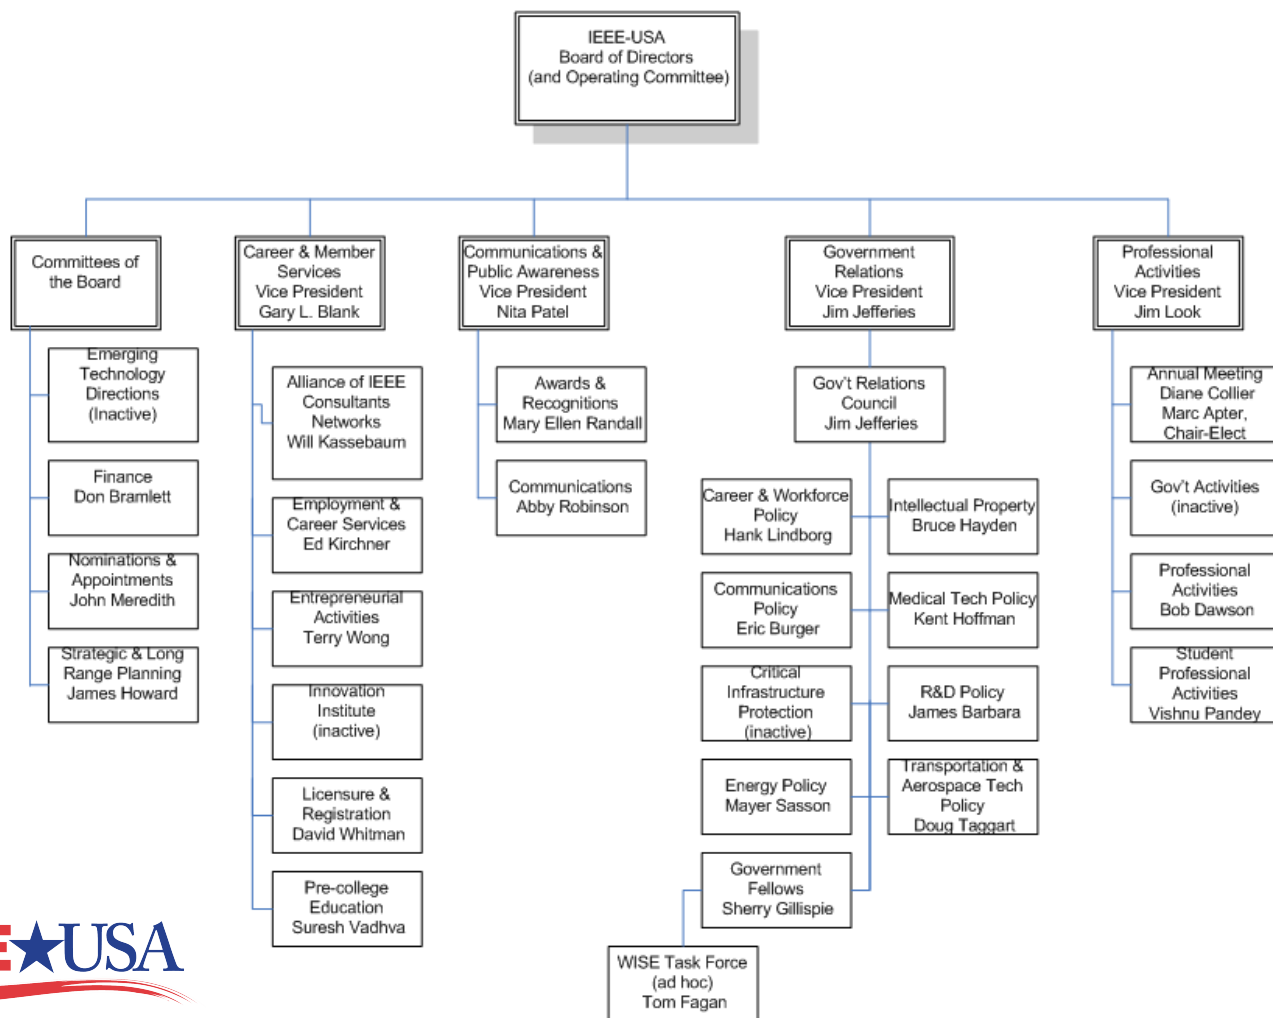 IEEE-USA
Board of Directors
(and Operating Committee)
Committees of
the Board
Emerging
Technology
Directions
(Inactive)
Finance
Don Bramlett
Nominations &
Appointments
John Meredith
Strategic & Long
Range Planning
James Howard
Career & Member
Services
Vice President
Gary L. Blank
Alliance of IEEE
Consultants
Networks
Will Kassebaum
Employment &
Career Services
Ed Kirchner
Entrepreneurial
Activities
Terry Wong
Innovation
Institute
(inactive)
Licensure &
Registration
David Whitman
Pre-college
Education
Suresh Vadhva
Communications &
Public Awareness
Vice President
Nita Patel
Awards &
Recognitions
Mary Ellen Randall
Communications
Abby Robinson
Government
Relations
Vice President
Jim Jefferies
Gov't Relations
Council
Jim Jefferies
Career & Workforce
Policy
Hank Lindborg
Intellectual Property
Bruce Hayden
Communications
Policy
Eric Burger
Medical Tech Policy
Kent Hoffman
Critical
Infrastructure
Protection
(inactive)
R&D Policy
James Barbara
Energy Policy
Mayer Sasson
Transportation &
Aerospace Tech
Policy
Doug Taggart
Government
Fellows
Sherry Gillispie
WISE Task Force
(ad hoc)
Tom Fagan
Professional
Activities
Vice President
Jim Look
Annual Meeting
Diane Collier
Marc Apter,
Chair-Elect
Gov't Activities
(inactive)
Professional
Activities
Bob Dawson
Student
Professional
Activities
Vishnu Pandey
E★USA